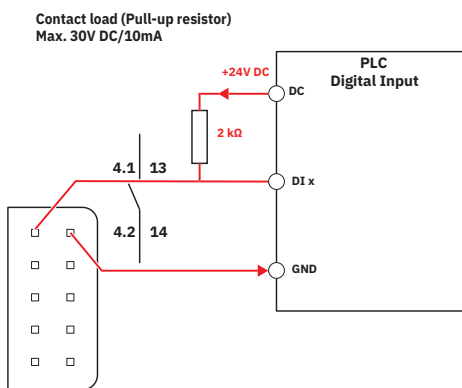 Contact load (Pull-up resistor)
Max. 30V DC/10mA
PLC
Digital Input
+24V DC
DC
2 kΩ
4.1 13
DI x
4.2 14
GND